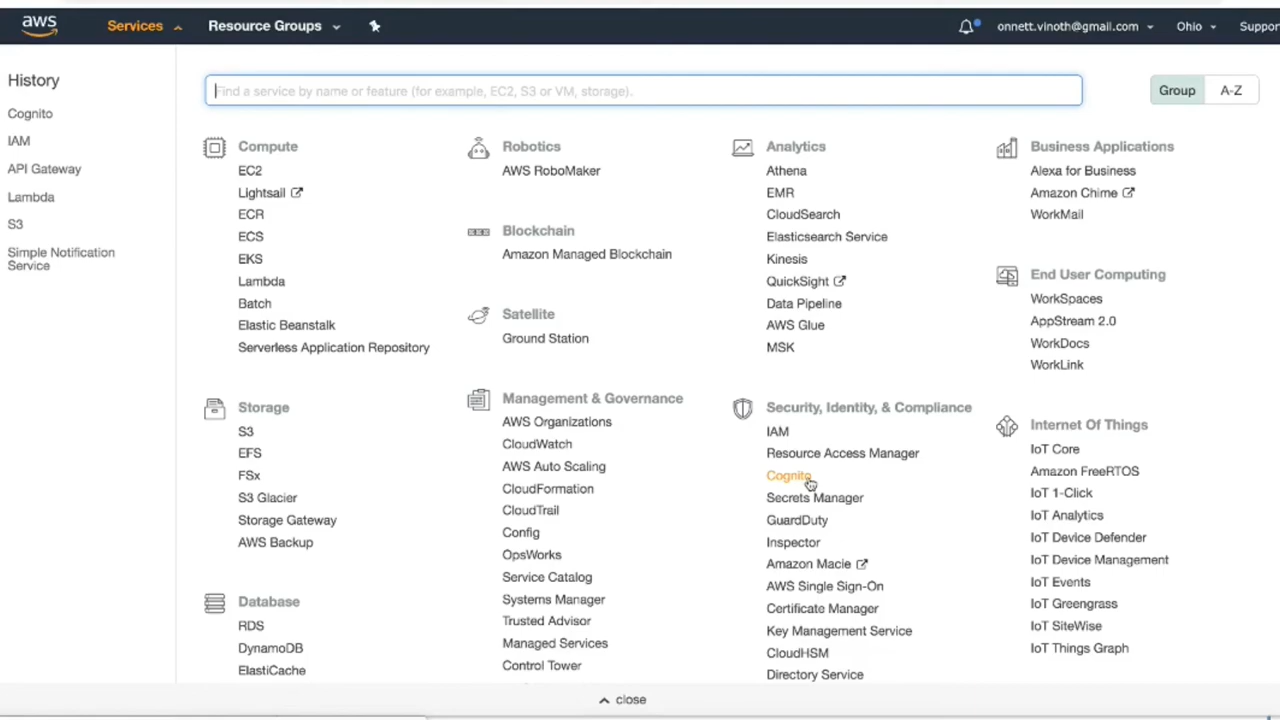 aws
Services
Resource Groups
onnett.vinoth@gmail.com
Ohio
Suppor
History
Cognito
IAM
API Gateway
Lambda
S3
Simple Notification
Service
Find a service by name or feature (for example, EC2, S3 or VM, storage).
Group
A-Z
Compute
EC2
Lightsail
ECR
ECS
EKS
Lambda
Batch
Elastic Beanstalk
Serverless Application Repository
Storage
S3
EFS
FSx
S3 Glacier
Storage Gateway
AWS Backup
Database
RDS
DynamoDB
ElastiCache
Robotics
AWS RoboMaker
Blockchain
Amazon Managed Blockchain
Satellite
Ground Station
Management & Governance
AWS Organizations
CloudWatch
AWS Auto Scaling
CloudFormation
CloudTrail
Config
OpsWorks
Service Catalog
Systems Manager
Trusted Advisor
Managed Services
Control Tower
Analytics
Athena
EMR
CloudSearch
Elasticsearch Service
Kinesis
QuickSight
Data Pipeline
AWS Glue
MSK
Security, Identity, & Compliance
IAM
Resource Access Manager
Cognito
Secrets Manager
GuardDuty
Inspector
Amazon Macie
AWS Single Sign-On
Certificate Manager
Key Management Service
CloudHSM
Directory Service
Business Applications
Alexa for Business
Amazon Chime
WorkMail
End User Computing
WorkSpaces
AppStream 2.0
WorkDocs
WorkLink
Internet Of Things
IoT Core
Amazon FreeRTOS
IoT 1-Click
IoT Analytics
IoT Device Defender
IoT Device Management
IoT Events
IoT Greengrass
IoT SiteWise
IoT Things Graph
close